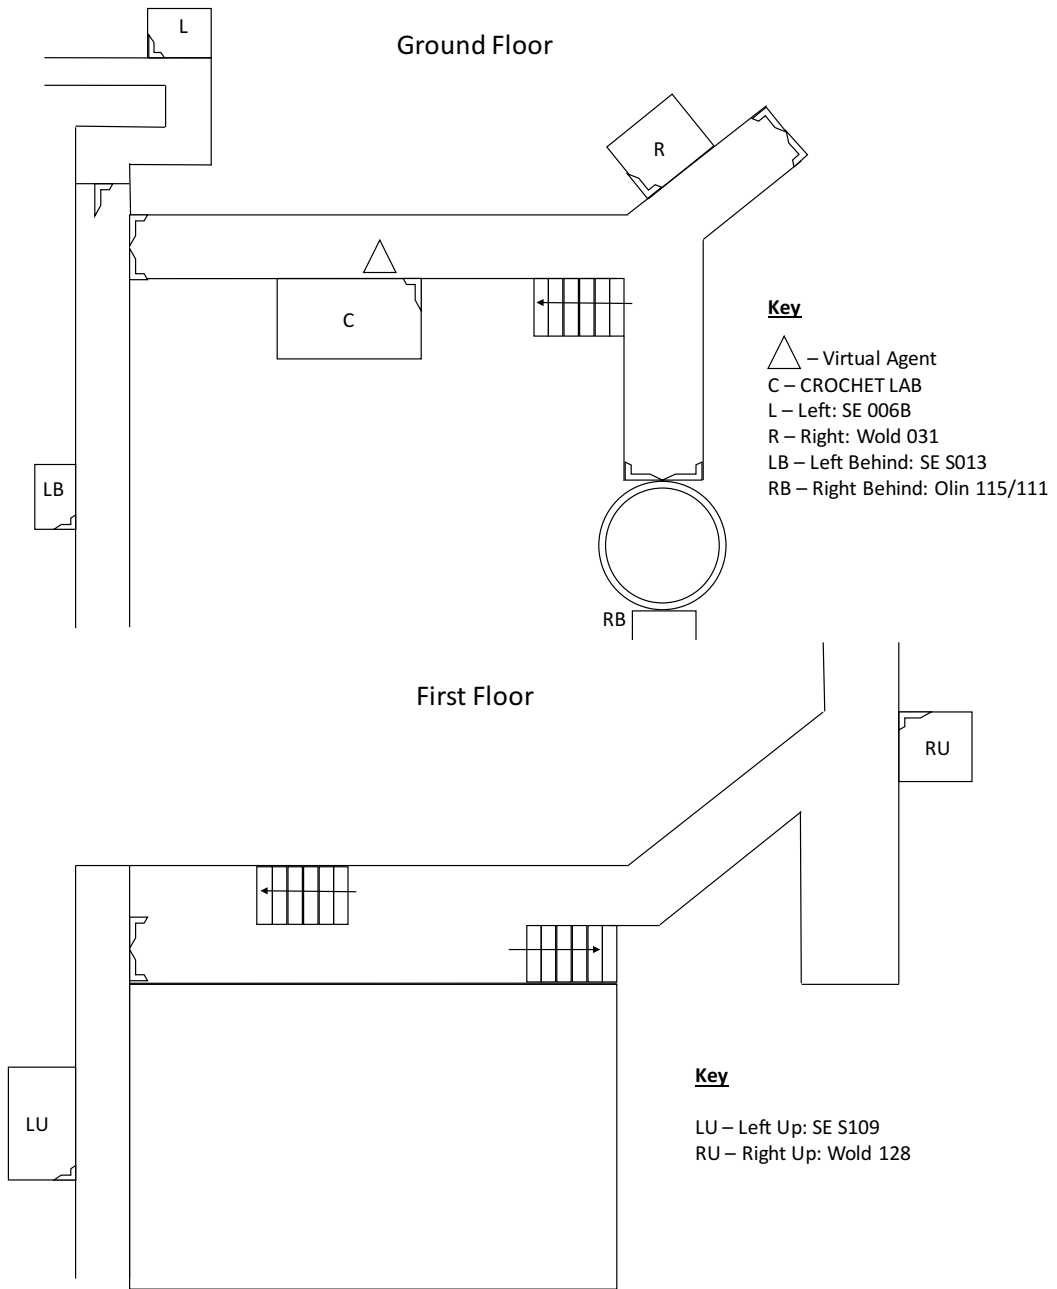 L
Ground Floor
R
C
Key
– Virtual Agent
C – CROCHET LAB
L – Left: SE 006B
R – Right: Wold 031
LB – Left Behind: SE S013
RB – Right Behind: Olin 115/111
LB
RB
First Floor
RU
LU
Key
LU – Left Up: SE S109
RU – Right Up: Wold 128